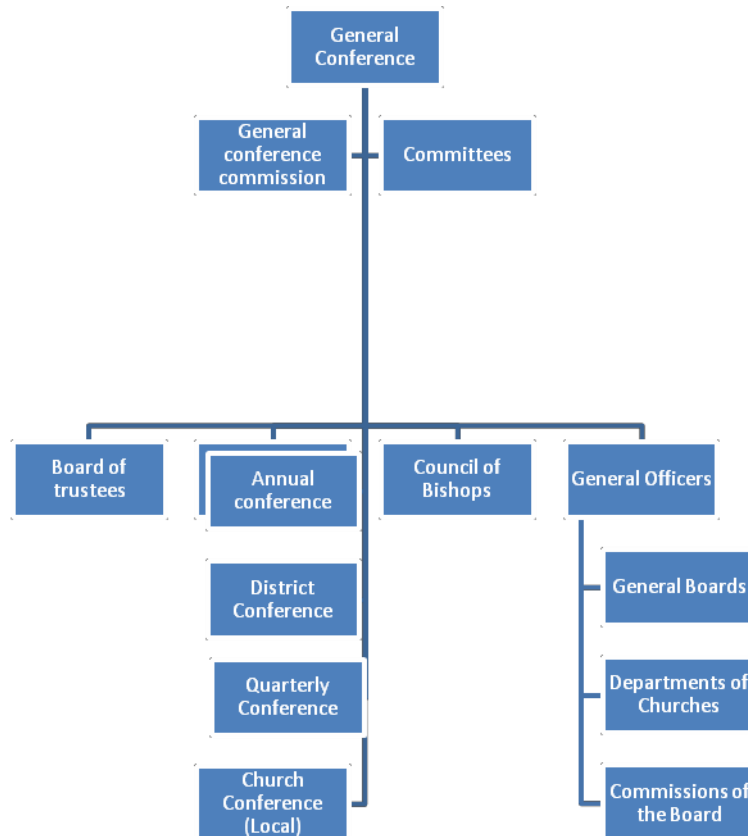 General
Conference
General
conference
commission
Committees
Board of
trustees
Annual
conference
Council of
Bishops
General Officers
District
Conference
General Boards
Quarterly
Conference
Departments of
Churches
Church
Conference
(Local)
Commissions of
the Board